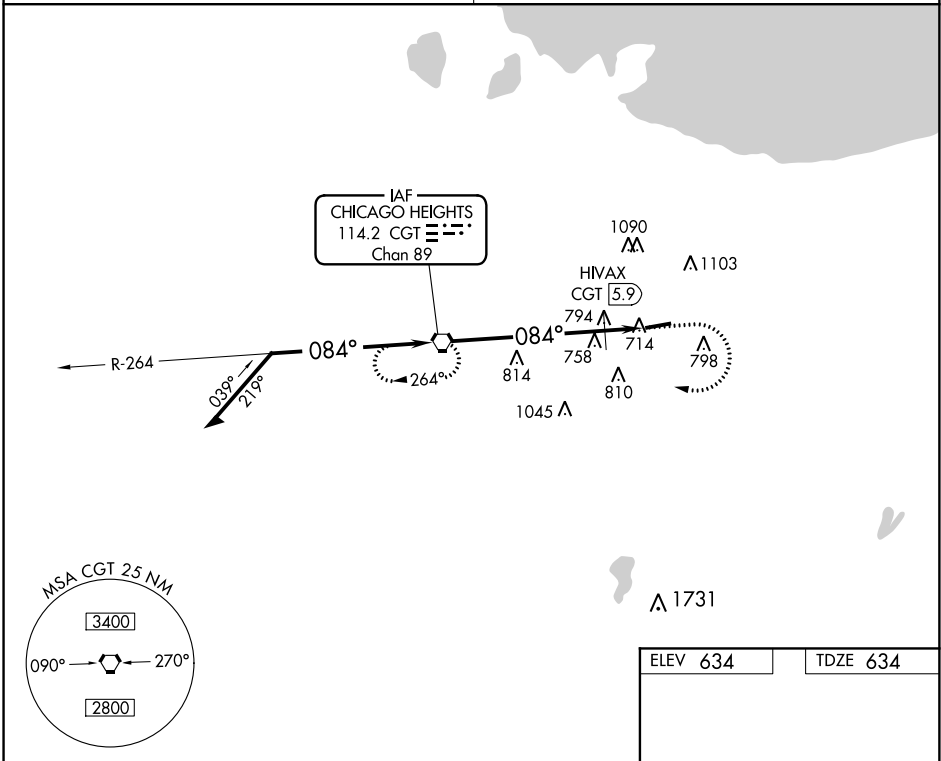 IAF
CHICAGO HEIGHTS
114.2 CGT
Chan 89
1090
1103
HIVAX
CGT 5.9
794
R-264
084°
084°
758
714
798
814
264°
810
039°
219°
1045
MSA CGT 25 NM
3400
090°
270°
2800
1731
ELEV 634
TDZE 634